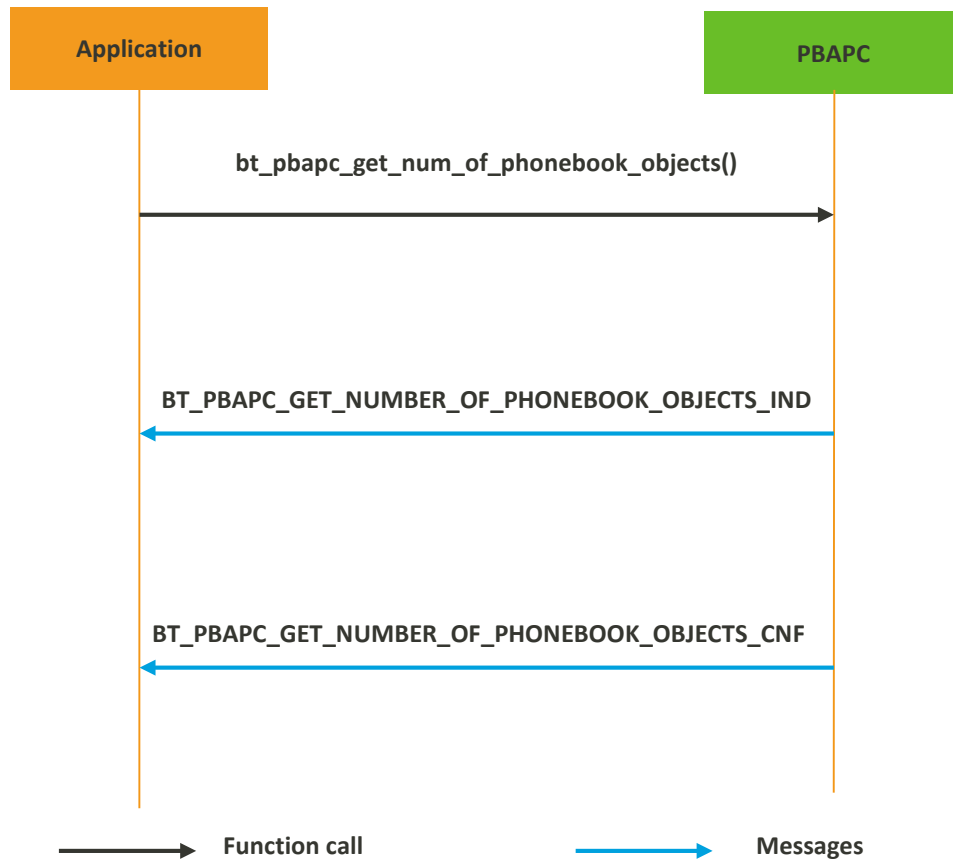 Application
PBAPC
bt_pbapc_get_num_of_phonebook_objects()
BT_PBAPC_GET_NUMBER_OF_PHONEBOOK_OBJECTS_IND
BT_PBAPC_GET_NUMBER_OF_PHONEBOOK_OBJECTS_CNF
Function call
Messages